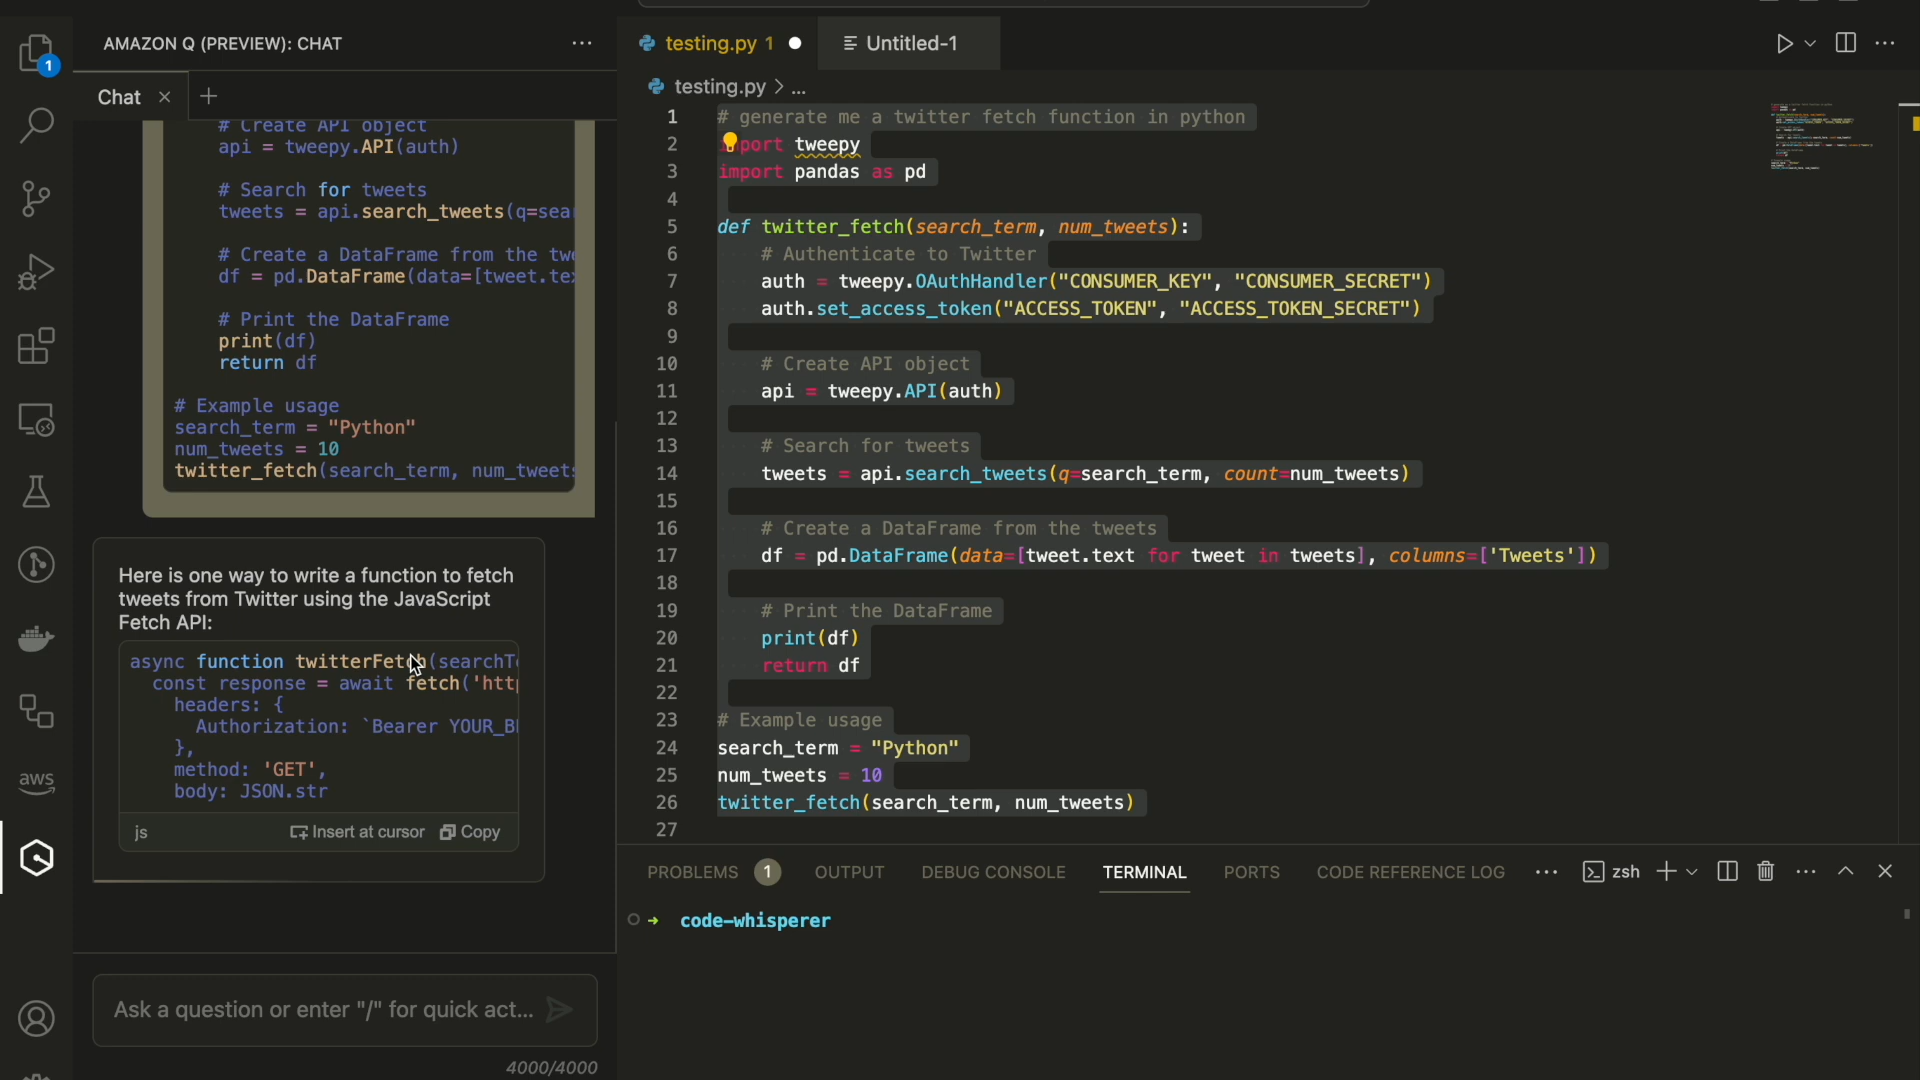 AMAZON Q (PREVIEW): CHAT
Chat
# Create API object
api = tweepy.API(auth)
# Search for tweets
tweets = api.search_tweets(q=sea
# Create a DataFrame from the twe
df = pd.DataFrame(data=[tweet.te
# Print the DataFrame
print(df)
return df
# Example usage
search_term = "Python"
num_tweets = 10
twitter_fetch(search_term, num_tweets
Here is one way to write a function to fetch
tweets from Twitter using the JavaScript
Fetch API:
async function twitterFetch(searchT
const response = await fetch('htt
headers: {
Authorization: `Bearer YOUR_B
},
method: 'GET',
body: JSON.str
js Insert at cursor Copy
Ask a question or enter "/" for quick act...
4000/4000
1
aws
testing.py 1
Untitled-1
testing.py > ...
1 # generate me a twitter fetch function in python
2 import tweepy
3 import pandas as pd
4
5 def twitter_fetch(search_term, num_tweets):
6 # Authenticate to Twitter
7 auth = tweepy.OAuthHandler("CONSUMER_KEY", "CONSUMER_SECRET")
8 auth.set_access_token("ACCESS_TOKEN", "ACCESS_TOKEN_SECRET")
9
10 # Create API object
11 api = tweepy.API(auth)
12
13 # Search for tweets
14 tweets = api.search_tweets(q=search_term, count=num_tweets)
15
16 # Create a DataFrame from the tweets
17 df = pd.DataFrame(data=[tweet.text for tweet in tweets], columns=['Tweets'])
18
19 # Print the DataFrame
20 print(df)
21 return df
22
23 # Example usage
24 search_term = "Python"
25 num_tweets = 10
26 twitter_fetch(search_term, num_tweets)
27
PROBLEMS 1 OUTPUT DEBUG CONSOLE TERMINAL PORTS CODE REFERENCE LOG ... zsh
→ code-whisperer